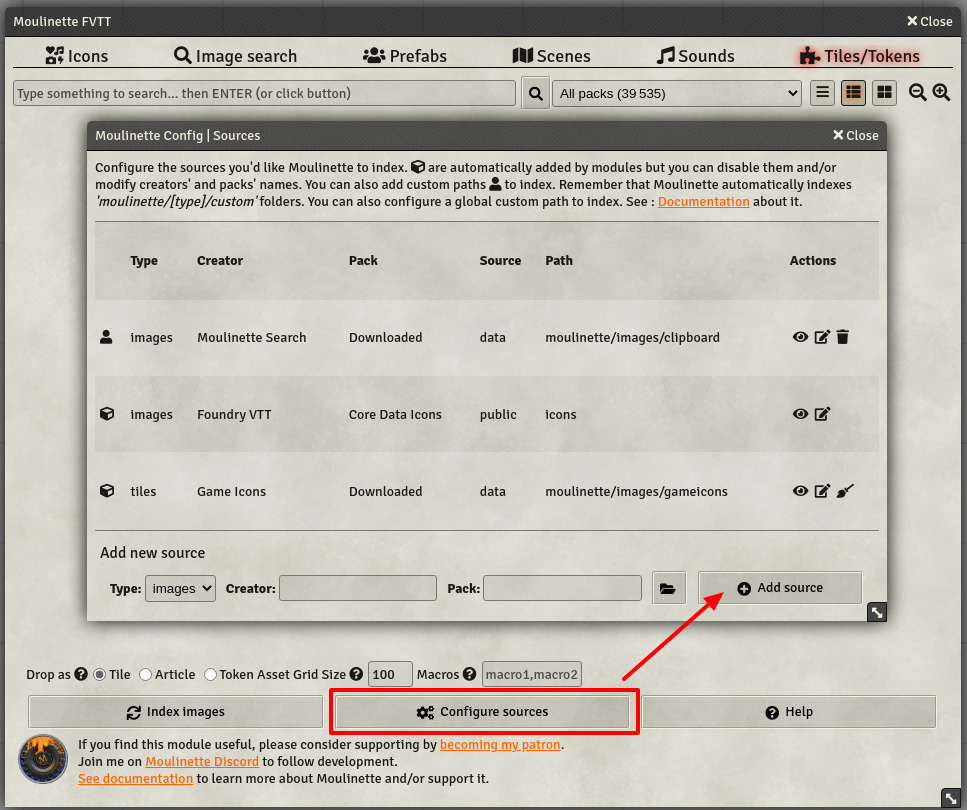 Moulinette FVTT
Close
Icons
Image search
Prefabs
Scenes
Sounds
Tiles/Tokens
Type something to search... then ENTER (or click button)
All packs (39 535)
Moulinette Config | Sources
Close
Configure the sources you'd like Moulinette to index. are automatically added by modules but you can disable them and/or
modify creators' and packs' names. You can also add custom paths to index. Remember that Moulinette automatically indexes
'moulinette/[type]/custom' folders. You can also configure a global custom path to index. See : Documentation about it.
Type Creator Pack Source Path Actions
images Moulinette Search Downloaded data moulinette/images/clipboard
images Foundry VTT Core Data Icons public icons
tiles Game Icons Downloaded data moulinette/images/gameicons
Add new source
Type: images Creator: Pack: Add source
Drop as ? Tile Article Token Asset Grid Size ? 100 Macros ? macro1,macro2
Index images
Configure sources
? Help
If you find this module useful, please consider supporting by becoming my patron.
Join me on Moulinette Discord to follow development.
See documentation to learn more about Moulinette and/or support it.